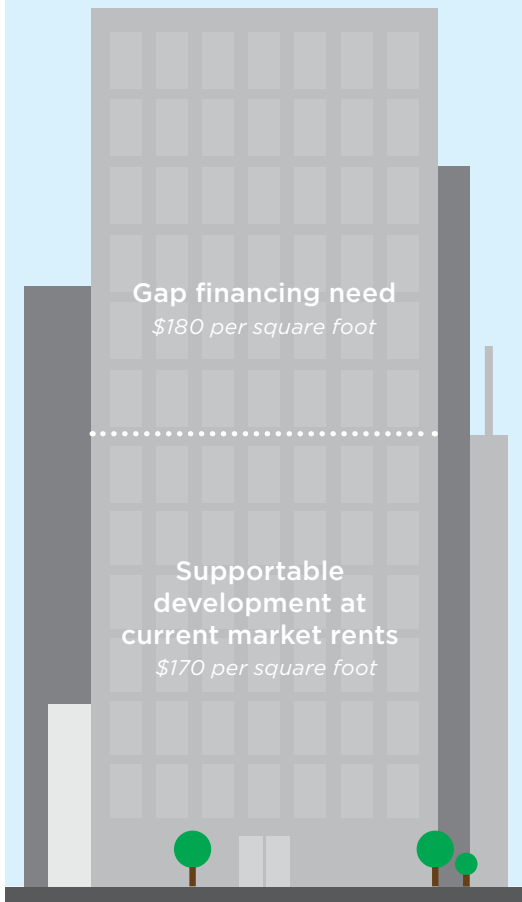 Gap financing need
$180 per square foot
Supportable
development at
current market rents
$170 per square foot